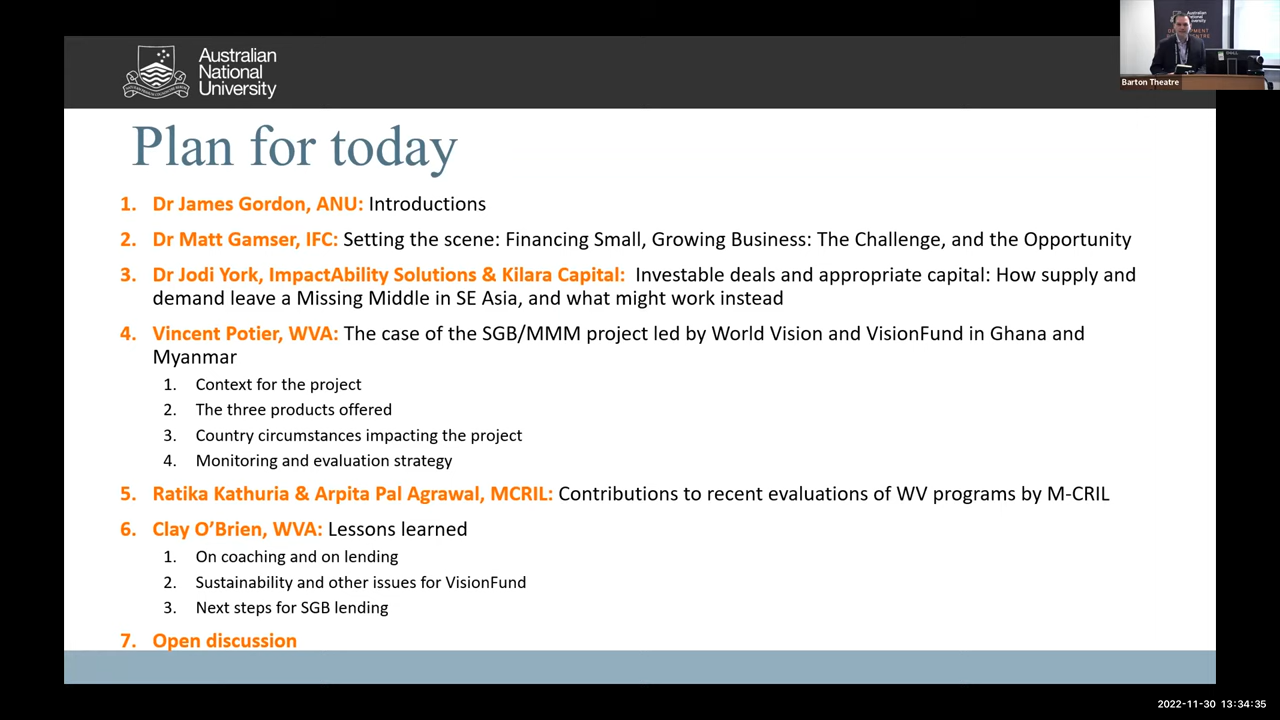 Australian
National
University
Australian
National
University
Barton Theatre
Plan for today
1. Dr James Gordon, ANU: Introductions
2. Dr Matt Gamser, IFC: Setting the scene: Financing Small, Growing Business: The Challenge, and the Opportunity
3. Dr Jodi York, ImpactAbility Solutions & Kilara Capital: Investable deals and appropriate capital: How supply and
demand leave a Missing Middle in SE Asia, and what might work instead
4. Vincent Potier, WVA: The case of the SGB/MMM project led by World Vision and VisionFund in Ghana and
Myanmar
1. Context for the project
2. The three products offered
3. Country circumstances impacting the project
4. Monitoring and evaluation strategy
5. Ratika Kathuria & Arpita Pal Agrawal, MCRIL: Contributions to recent evaluations of WV programs by M-CRIL
6. Clay O’Brien, WVA: Lessons learned
1. On coaching and on lending
2. Sustainability and other issues for VisionFund
3. Next steps for SGB lending
7. Open discussion
2022-11-30 13:34:35